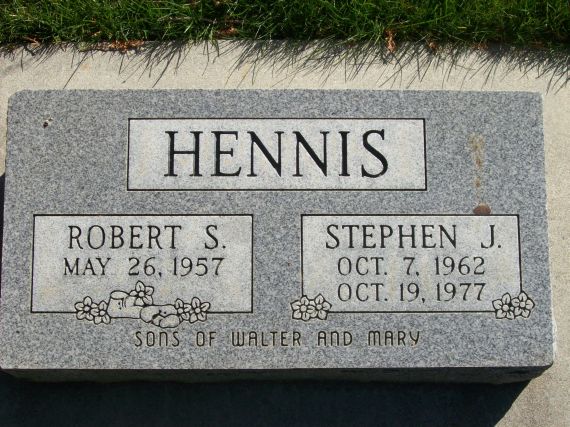 HENNIS
ROBERT S.
MAY 26, 1957
STEPHEN J.
OCT. 7, 1962
OCT. 19, 1977
SONS OF WALTER AND MARY